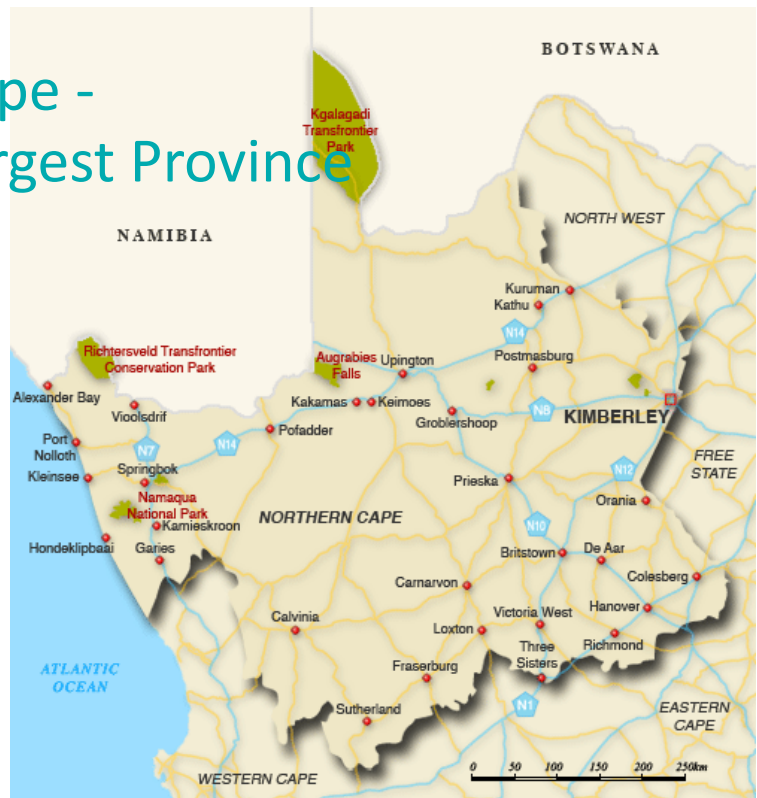 BOTSWANA
pe -
rgest Province
Kgalagadi
Transfrontier
Park
NAMIBIA
NORTH WEST
Kuruman
Kathu
N14
Richtersveld Transfrontier
Conservation Park
Augrabies
Falls
Upington
Postmasburg
Alexander Bay
Vioolsdrif
Kakamas
Keimoes
Groblershoop
N8
KIMBERLEY
Pofadder
Port
Nolloth
N7
N14
FREE
STATE
Kleinsee
Springbok
Prieska
N12
Namaqua
National Park
Orania
Kamieskroon
NORTHERN CAPE
N10
Hondeklipbaai
Garies
Britstown
De Aar
Colesberg
Carnarvon
Hanover
Calvinia
Loxton
Victoria West
Richmond
Three
Sisters
ATLANTIC
OCEAN
Fraserburg
Sutherland
N1
EASTERN
CAPE
WESTERN CAPE
0 50 100 150 200 250km